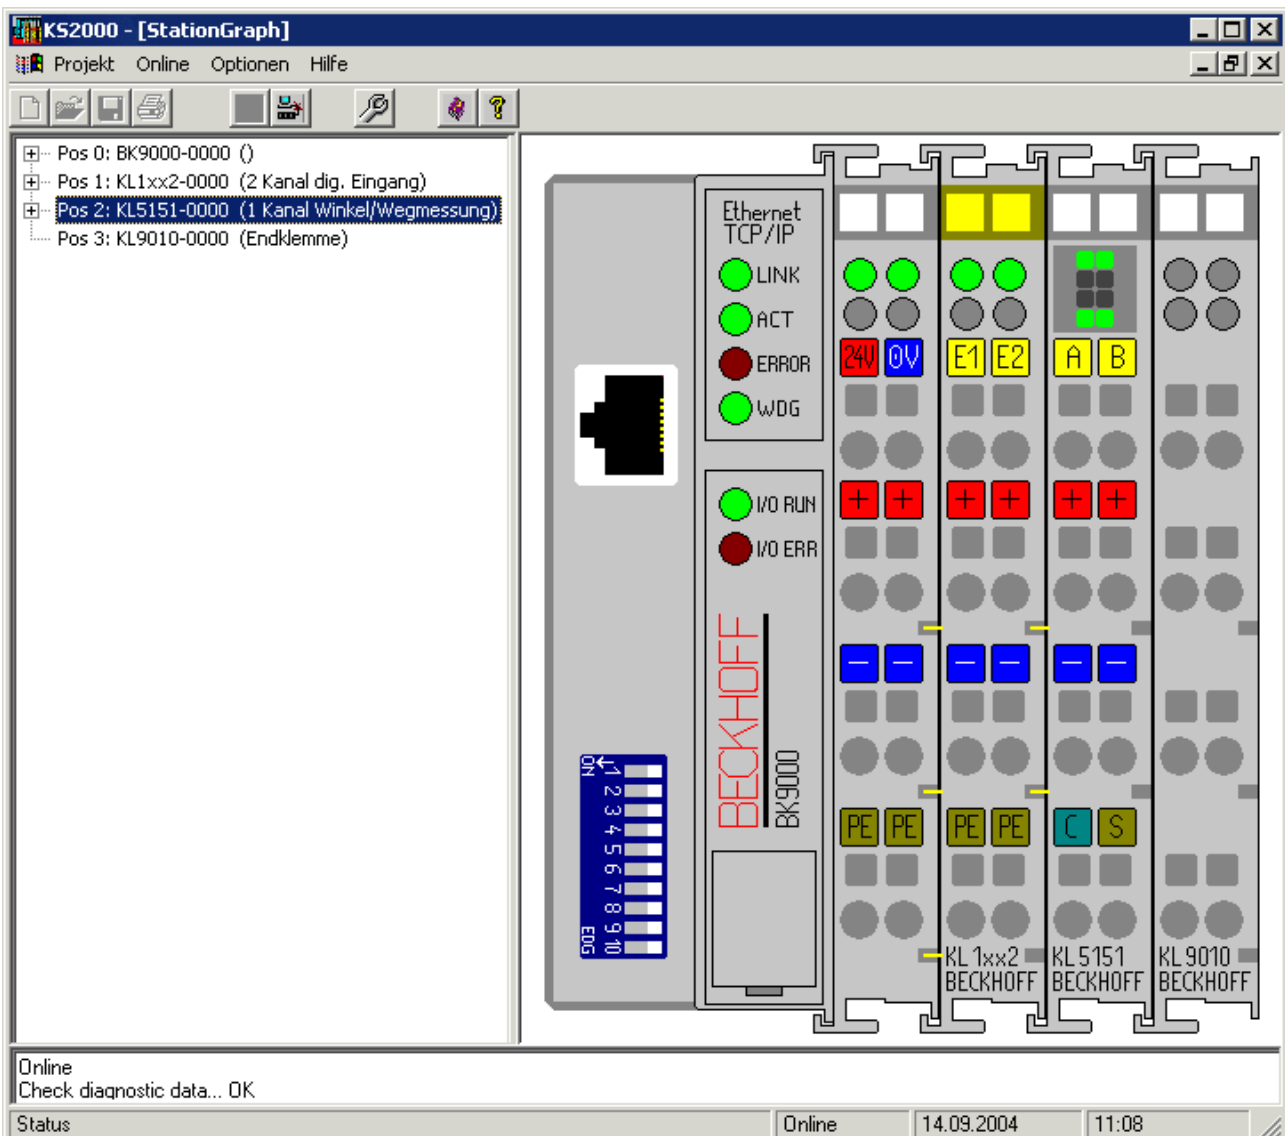 KS2000 - [StationGraph]
Projekt Online Optionen Hilfe
Pos 0: BK9000-0000 ()
Pos 1: KL1xx2-0000 (2 Kanal dig. Eingang)
Pos 2: KL5151-0000 (1 Kanal Winkel/Wegmessung)
Pos 3: KL9010-0000 (Endklemme)
Ethernet
TCP/IP
LINK
ACT
ERROR
WDG
I/O RUN
I/O ERR
BECKHOFF
BK9000
ON
1
2
3
4
5
6
7
8
9
10
EDG
24V 0V E1 E2 A B
+ + + + + +
− − − − − −
PE PE PE PE C S
KL1xx2 KL5151 KL9010
BECKHOFF BECKHOFF BECKHOFF
Online
Check diagnostic data... OK
Status Online 14.09.2004 11:08